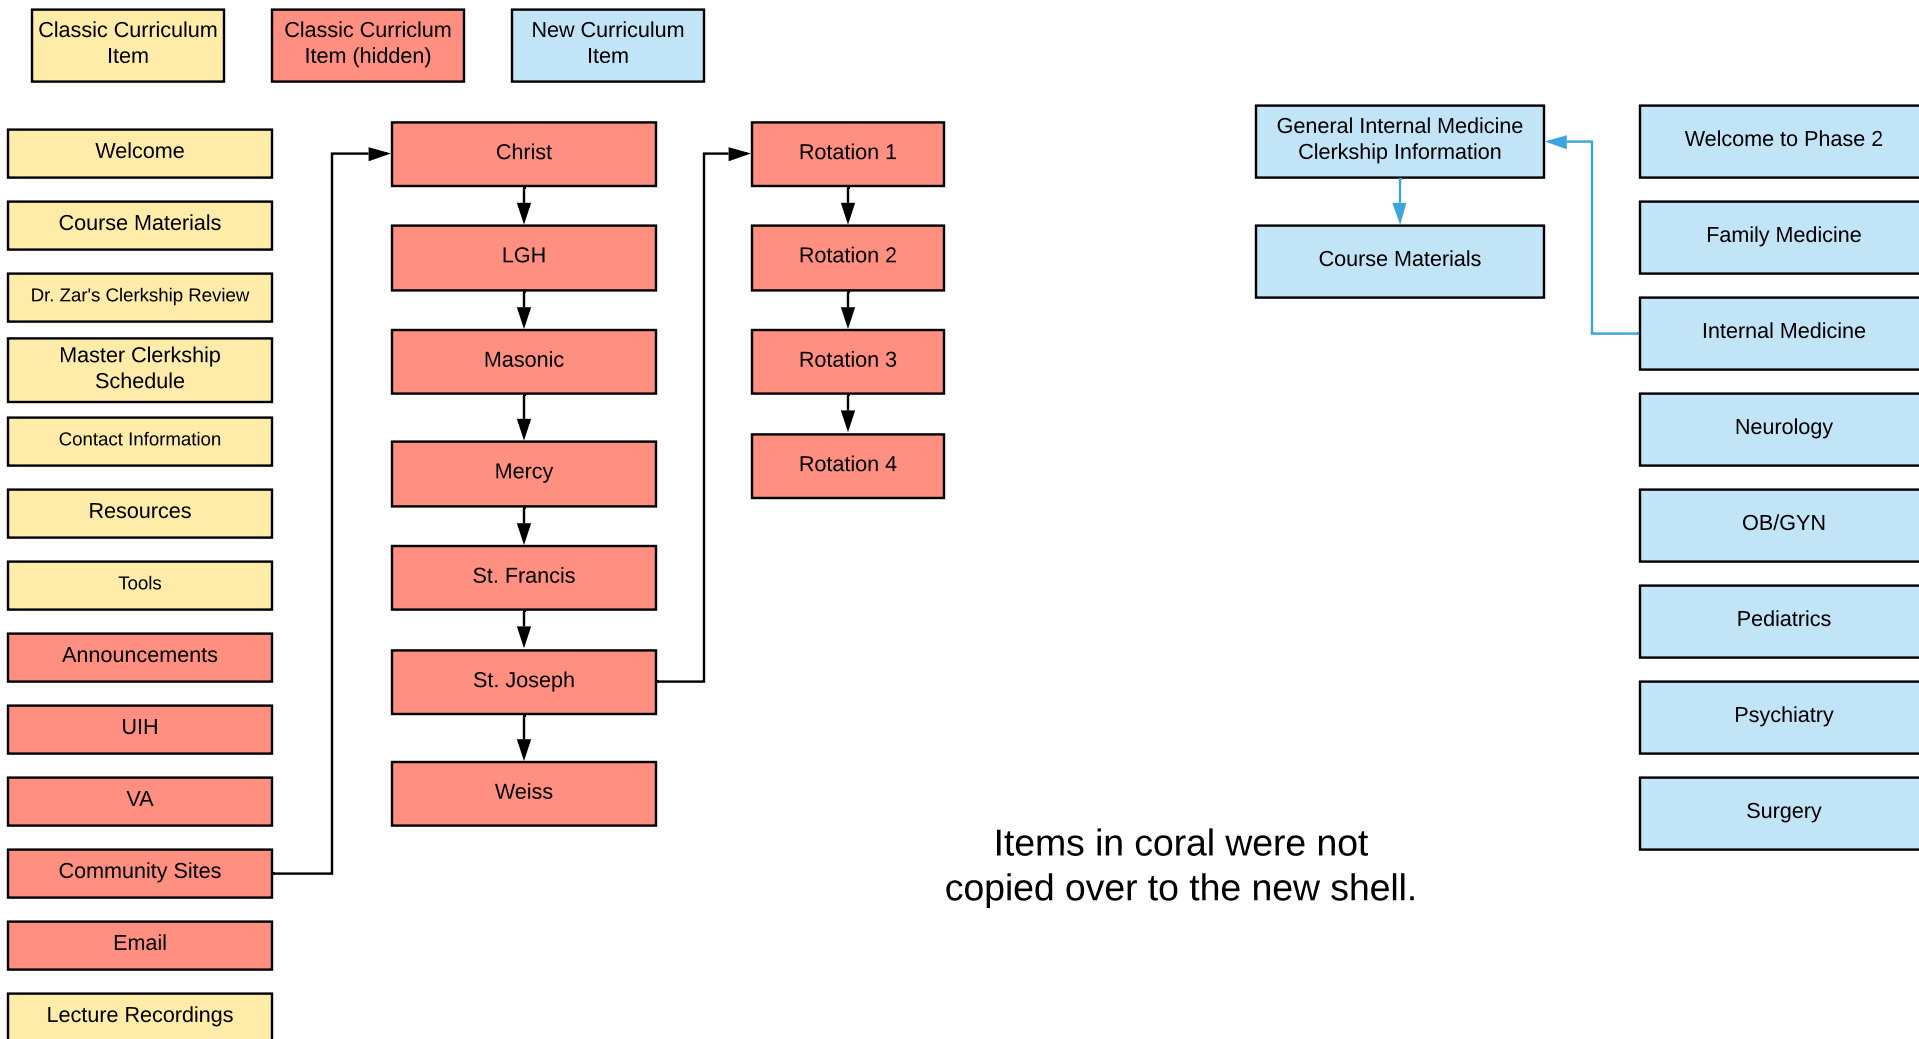 Classic Curriculum
Item
Classic Curriclum
Item (hidden)
New Curriculum
Item
Welcome
Course Materials
Dr. Zar's Clerkship Review
Master Clerkship
Schedule
Contact Information
Resources
Tools
Announcements
UIH
VA
Community Sites
Email
Lecture Recordings
Christ
LGH
Masonic
Mercy
St. Francis
St. Joseph
Weiss
Rotation 1
Rotation 2
Rotation 3
Rotation 4
General Internal Medicine
Clerkship Information
Course Materials
Welcome to Phase 2
Family Medicine
Internal Medicine
Neurology
OB/GYN
Pediatrics
Psychiatry
Surgery
Items in coral were not
copied over to the new shell.